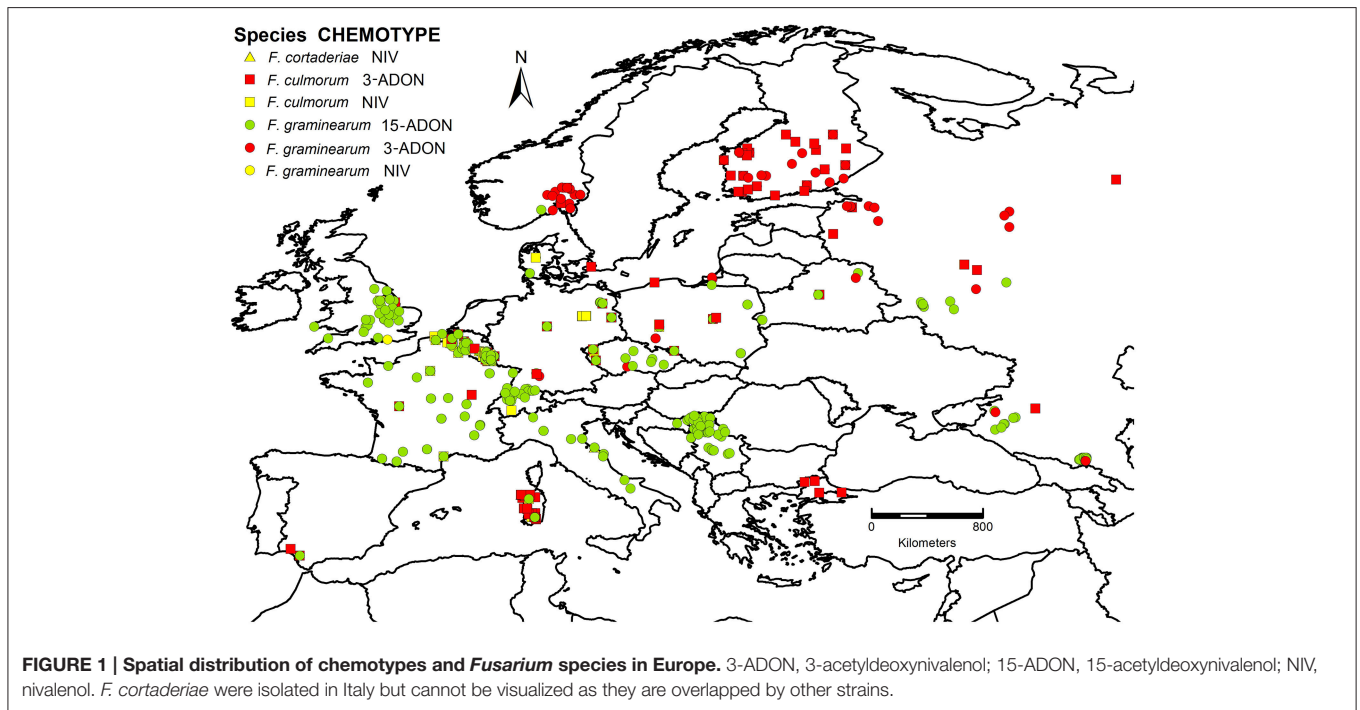 Species CHEMOTYPE
F. cortaderiae NIV
F. culmorum 3-ADON
F. culmorum NIV
F. graminearum 15-ADON
F. graminearum 3-ADON
F. graminearum NIV
N
0 800
Kilometers
FIGURE 1 | Spatial distribution of chemotypes and Fusarium species in Europe. 3-ADON, 3-acetyldeoxynivalenol; 15-ADON, 15-acetyldeoxynivalenol; NIV,
nivalenol. F. cortaderiae were isolated in Italy but cannot be visualized as they are overlapped by other strains.